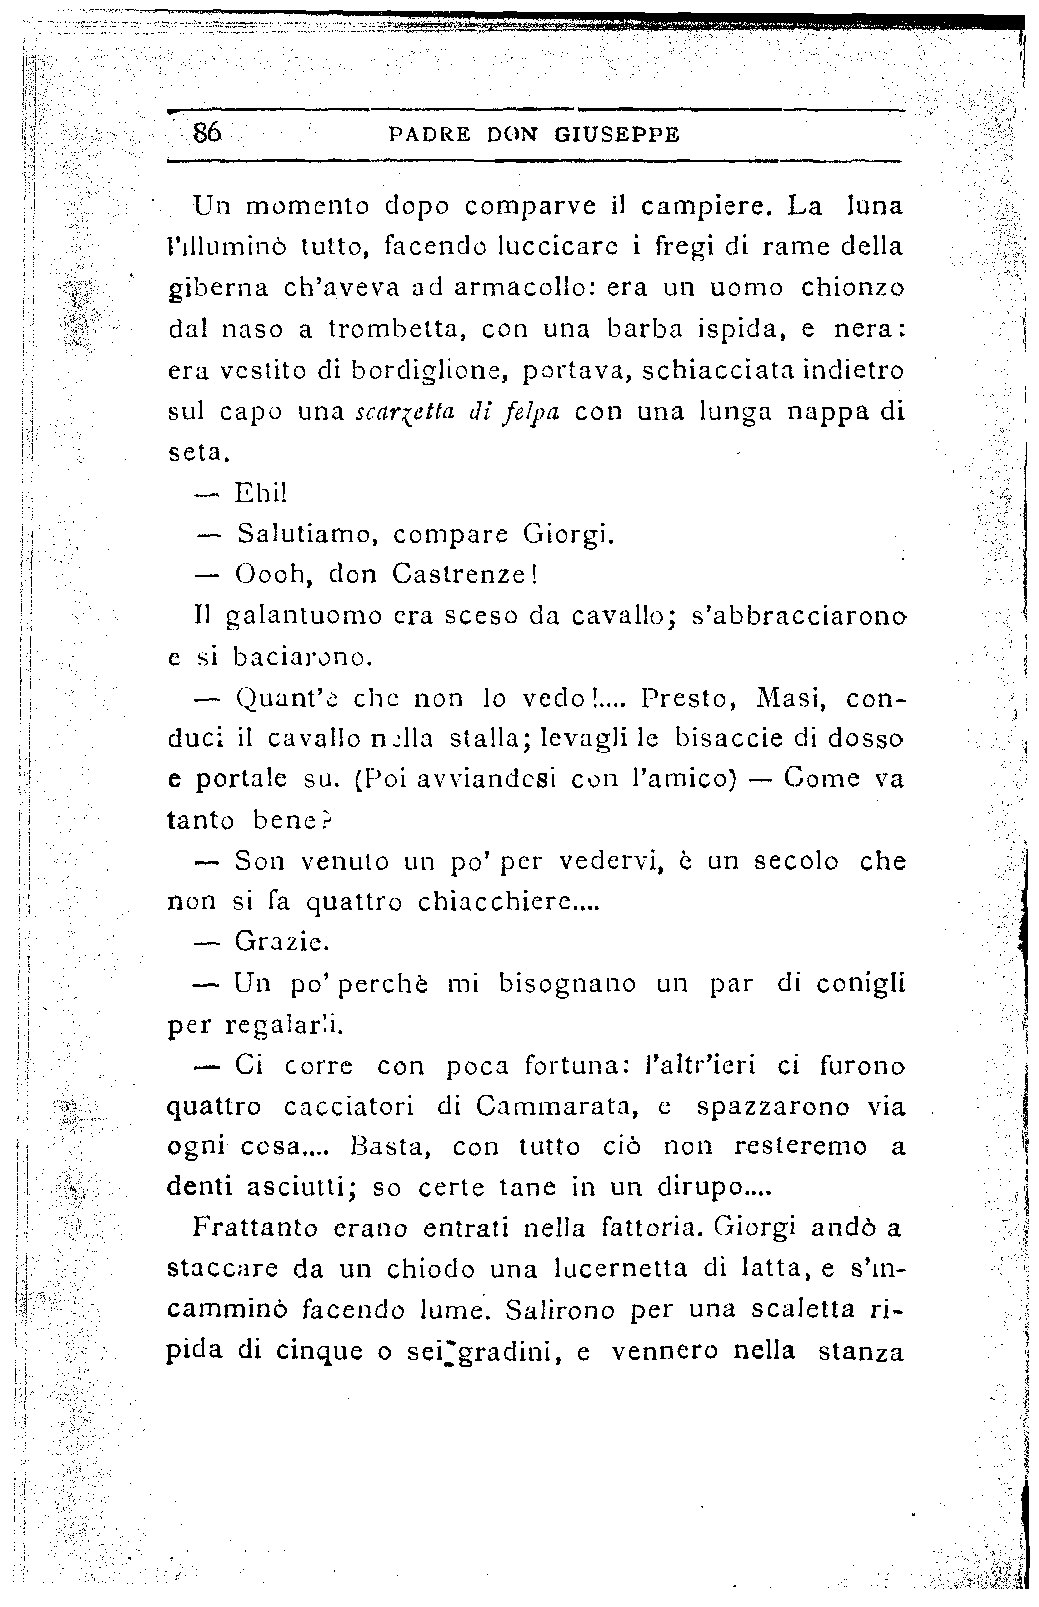 86 PADRE DON GIUSEPPE
Un momento dopo comparve il campiere. La luna
l'illuminò tutto, facendo luccicare i fregi di rame della
giberna ch'aveva ad armacollo: era un uomo chionzo
dal naso a trombetta, con una barba ispida, e nera:
era vestito di bordiglione, portava, schiacciata indietro
sul capo una scarzetta di felpa con una lunga nappa di
seta.
— Ehi!
— Salutiamo, compare Giorgi.
— Oooh, don Castrenze!
Il galantuomo era sceso da cavallo; s'abbracciarono
e si baciarono.
— Quant'è che non lo vedo!.... Presto, Masi, con-
duci il cavallo nella stalla; levagli le bisaccie di dosso
e portale su. (Poi avviandosi con l'amico) — Come va
tanto bene?
— Son venuto un po' per vedervi, è un secolo che
non si fa quattro chiacchiere....
— Grazie.
— Un po' perchè mi bisognano un par di conigli
per regalarli.
— Ci corre con poca fortuna: l'altr'ieri ci furono
quattro cacciatori di Cammarata, e spazzarono via
ogni cosa.... Basta, con tutto ciò non resteremo a
denti asciutti; so certe tane in un dirupo....
Frattanto erano entrati nella fattoria. Giorgi andò a
staccare da un chiodo una lucernetta di latta, e s'in-
camminò facendo lume. Salirono per una scaletta ri-
pida di cinque o sei gradini, e vennero nella stanza